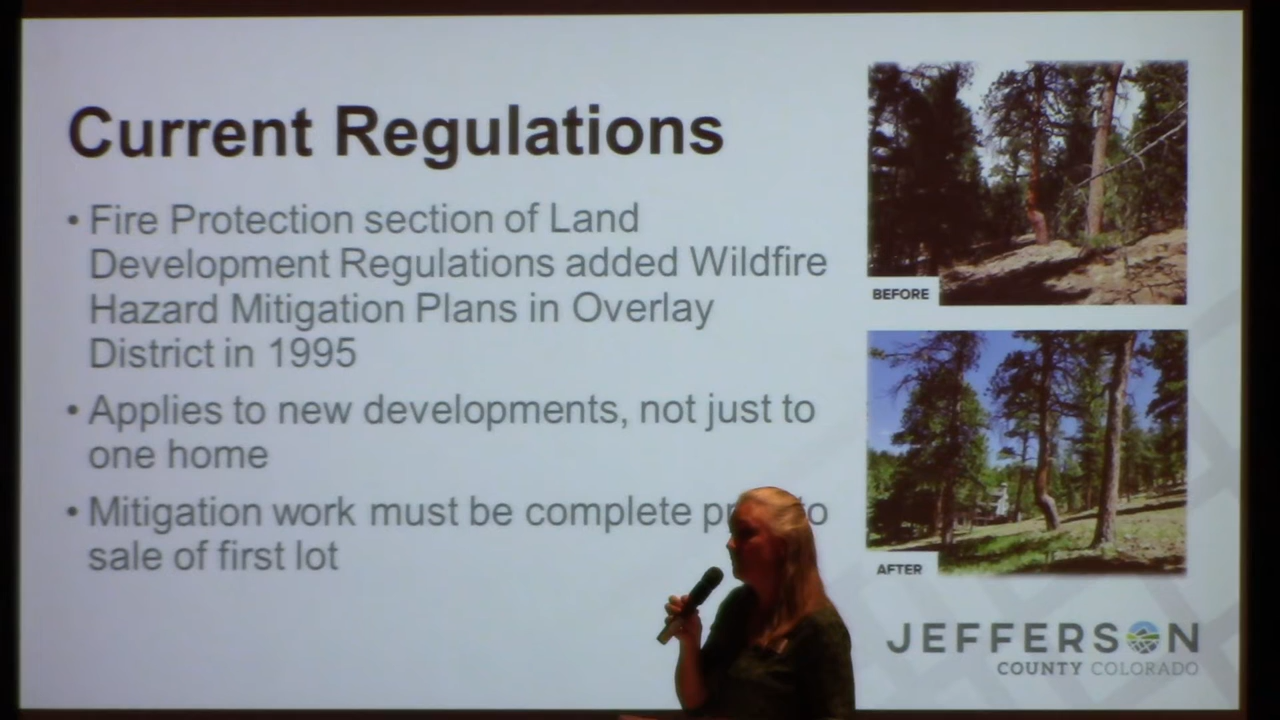 Current Regulations
• Fire Protection section of Land
Development Regulations added Wildfire
Hazard Mitigation Plans in Overlay
District in 1995
• Applies to new developments, not just to
one home
• Mitigation work must be complete
sale of first lot
BEFORE
AFTER
JEFFERSON
COUNTY COLORADO